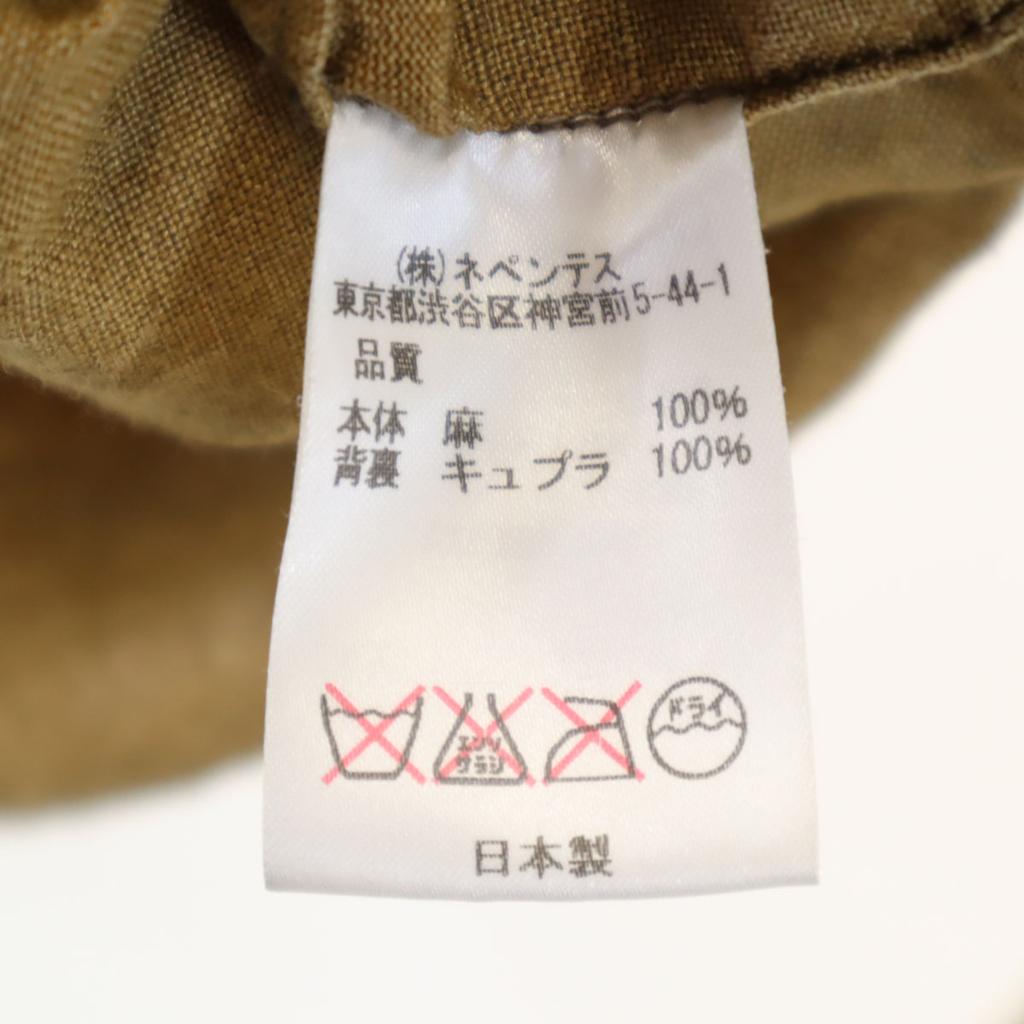 (株)ネペンテス
東京都渋谷区神宮前5-44-1
品質
本体 麻 100%
背裏 キュプラ 100%
エンソ サラシ ドライ
日本製